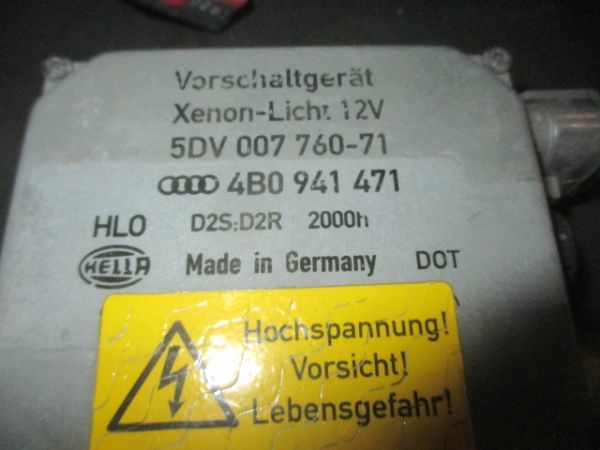 Vorschaltgerät
Xenon-Licht 12V
5DV 007 760-71
4B0 941 471
HLO D2S:D2R 2000h
HELLA Made in Germany DOT
Hochspannung!
Vorsicht!
Lebensgefahr!